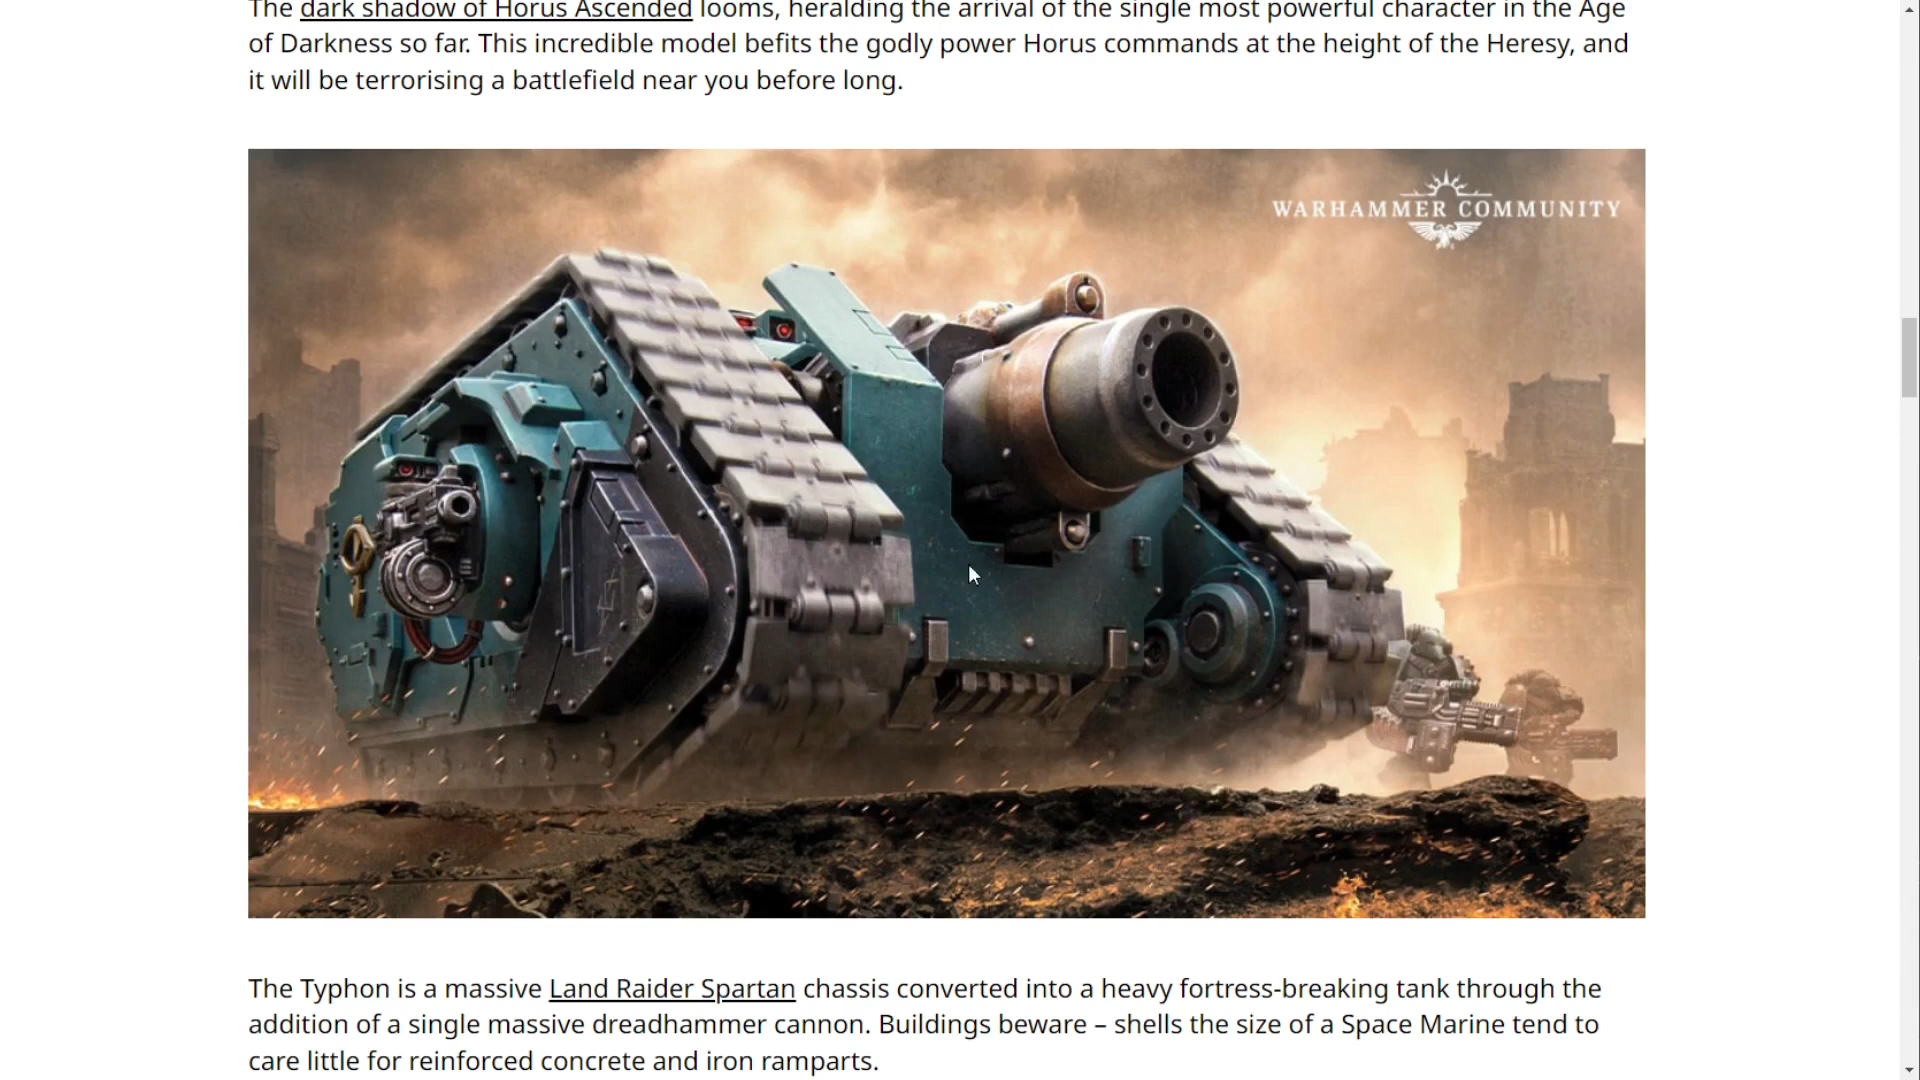 The dark shadow of Horus Ascended looms, heralding the arrival of the single most powerful character in the Age
of Darkness so far. This incredible model befits the godly power Horus commands at the height of the Heresy, and
it will be terrorising a battlefield near you before long.
WARHAMMER COMMUNITY
The Typhon is a massive Land Raider Spartan chassis converted into a heavy fortress-breaking tank through the
addition of a single massive dreadhammer cannon. Buildings beware – shells the size of a Space Marine tend to
care little for reinforced concrete and iron ramparts.